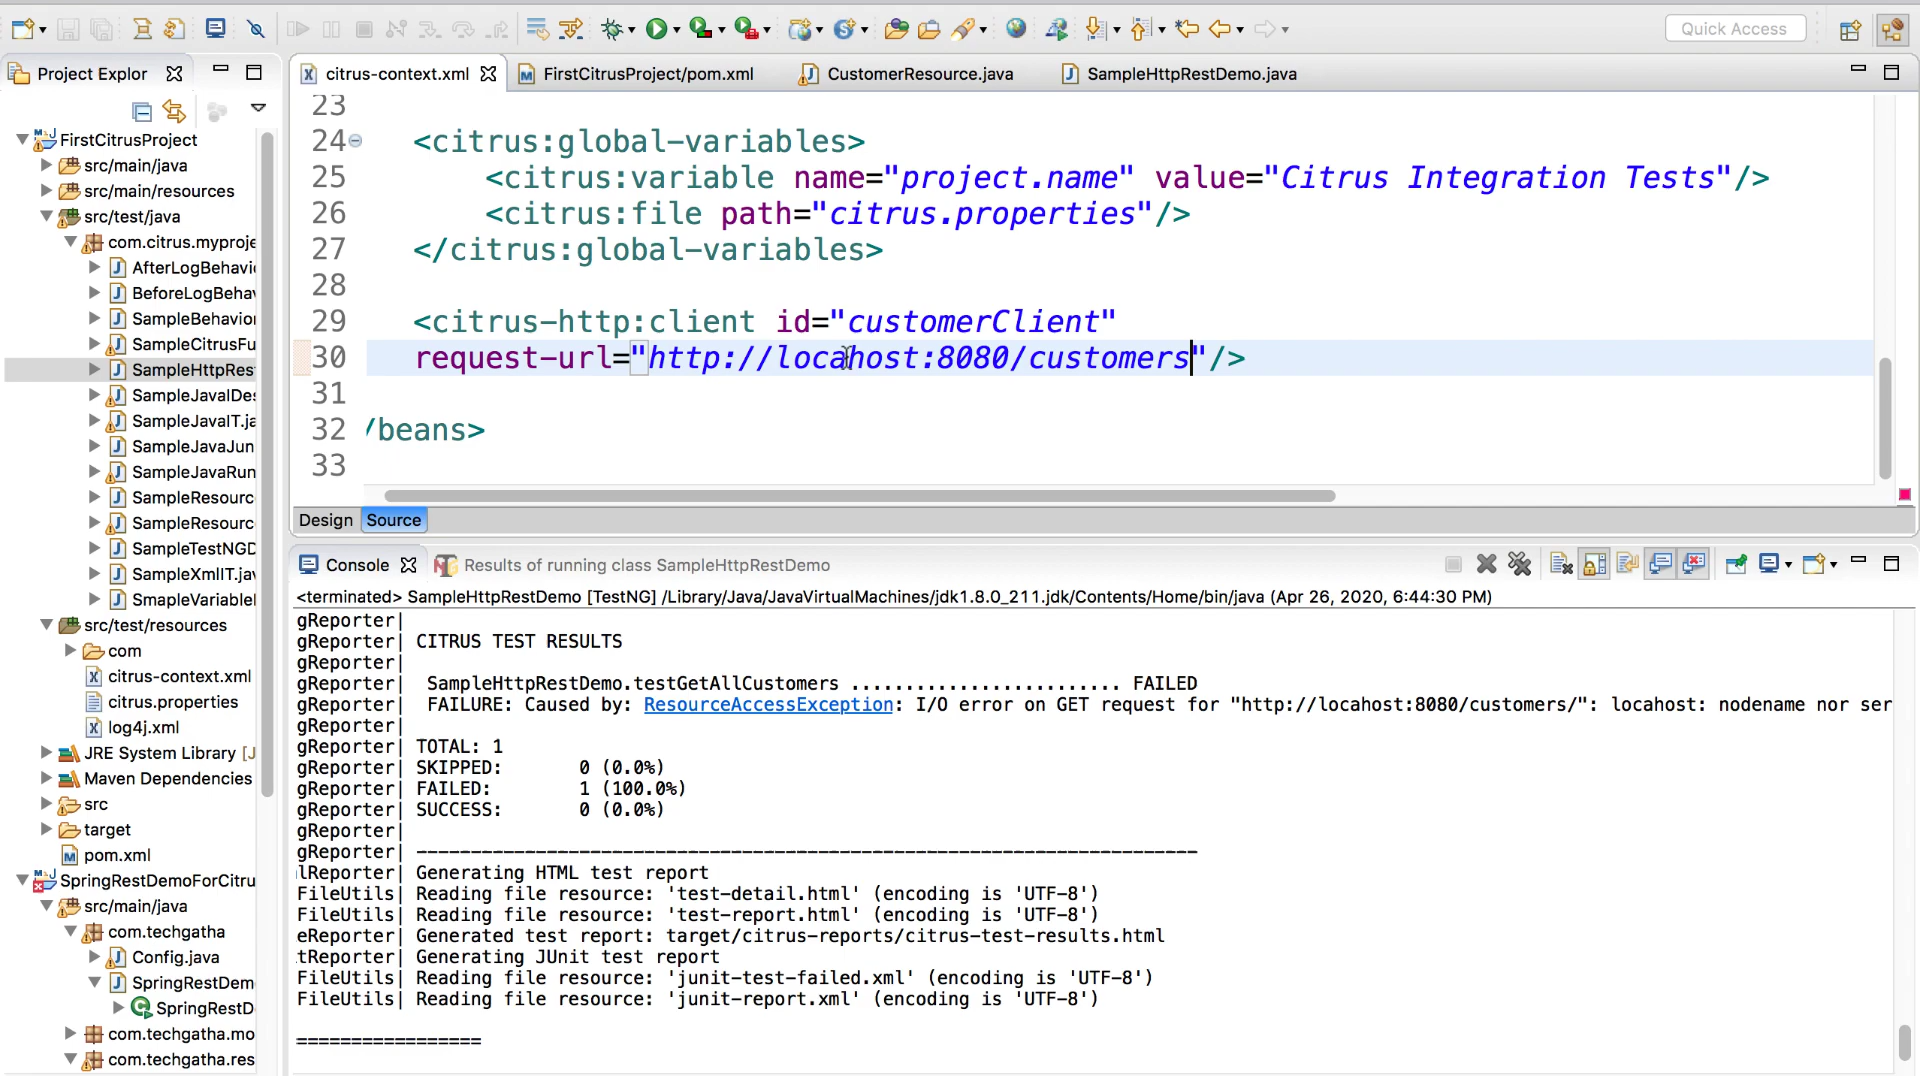 Quick Access
Project Explor
citrus-context.xml
FirstCitrusProject/pom.xml
CustomerResource.java
SampleHttpRestDemo.java
FirstCitrusProject
src/main/java
src/main/resources
src/test/java
com.citrus.myproje
AfterLogBehavi
BeforeLogBehav
SampleBehavior
SampleCitrusFu
SampleHttpRest
SampleJavaIDes
SampleJavaIT.ja
SampleJavaJun
SampleJavaRun
SampleResourc
SampleResourc
SampleTestNGD
SampleXmlIT.jav
SmapleVariablel
src/test/resources
com
citrus-context.xml
citrus.properties
log4j.xml
JRE System Library [J
Maven Dependencies
src
target
pom.xml
SpringRestDemoForCitru
src/main/java
com.techgatha
Config.java
SpringRestDem
SpringRestD
com.techgatha.mo
com.techgatha.res
23
24 <citrus:global-variables>
25 <citrus:variable name="project.name" value="Citrus Integration Tests"/>
26 <citrus:file path="citrus.properties"/>
27 </citrus:global-variables>
28
29 <citrus-http:client id="customerClient"
30 request-url="http://locahost:8080/customers"/>
31
32 /beans>
33
Design Source
Console Results of running class SampleHttpRestDemo
<terminated> SampleHttpRestDemo [TestNG] /Library/Java/JavaVirtualMachines/jdk1.8.0_211.jdk/Contents/Home/bin/java (Apr 26, 2020, 6:44:30 PM)
gReporter|
gReporter| CITRUS TEST RESULTS
gReporter|
gReporter| SampleHttpRestDemo.testGetAllCustomers ......................... FAILED
gReporter| FAILURE: Caused by: ResourceAccessException: I/O error on GET request for "http://locahost:8080/customers/": locahost: nodename nor ser
gReporter|
gReporter| TOTAL: 1
gReporter| SKIPPED: 0 (0.0%)
gReporter| FAILED: 1 (100.0%)
gReporter| SUCCESS: 0 (0.0%)
gReporter|
gReporter| ------------------------------------------------------------------------
lReporter| Generating HTML test report
FileUtils| Reading file resource: 'test-detail.html' (encoding is 'UTF-8')
FileUtils| Reading file resource: 'test-report.html' (encoding is 'UTF-8')
eReporter| Generated test report: target/citrus-reports/citrus-test-results.html
tReporter| Generating JUnit test report
FileUtils| Reading file resource: 'junit-test-failed.xml' (encoding is 'UTF-8')
FileUtils| Reading file resource: 'junit-report.xml' (encoding is 'UTF-8')
=================